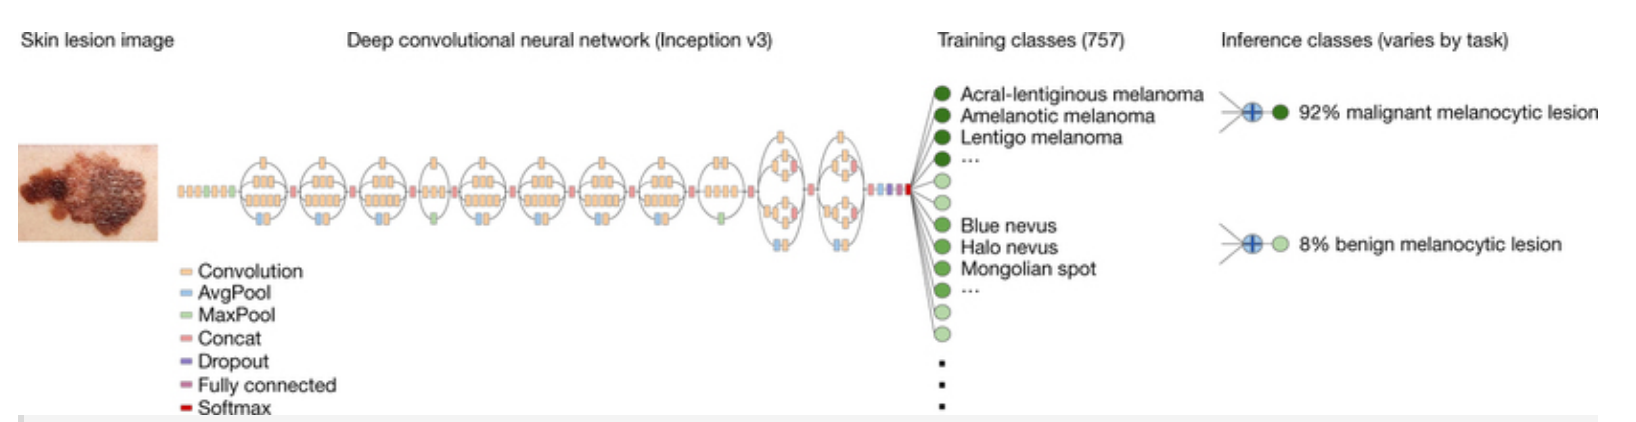 Skin lesion image
Deep convolutional neural network (Inception v3)
Training classes (757)
Inference classes (varies by task)
Acral-lentiginous melanoma
Amelanotic melanoma
Lentigo melanoma
...
Blue nevus
Halo nevus
Mongolian spot
...
92% malignant melanocytic lesion
8% benign melanocytic lesion
Convolution
AvgPool
MaxPool
Concat
Dropout
Fully connected
Softmax